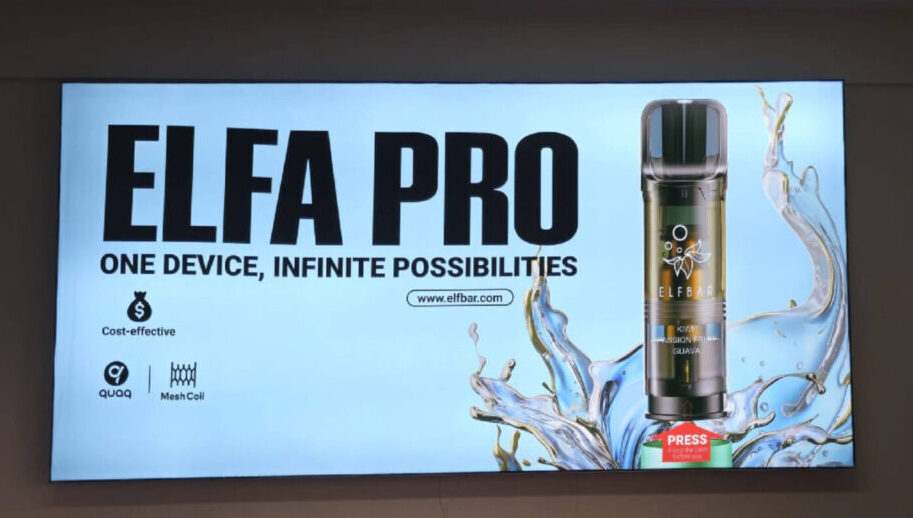 ELFA PRO
ONE DEVICE, INFINITE POSSIBILITIES
www.elfbar.com
Cost-effective
quaq
Mesh Coil
ELFBAR
KIWI
PASSION FRUIT
GUAVA
PRESS